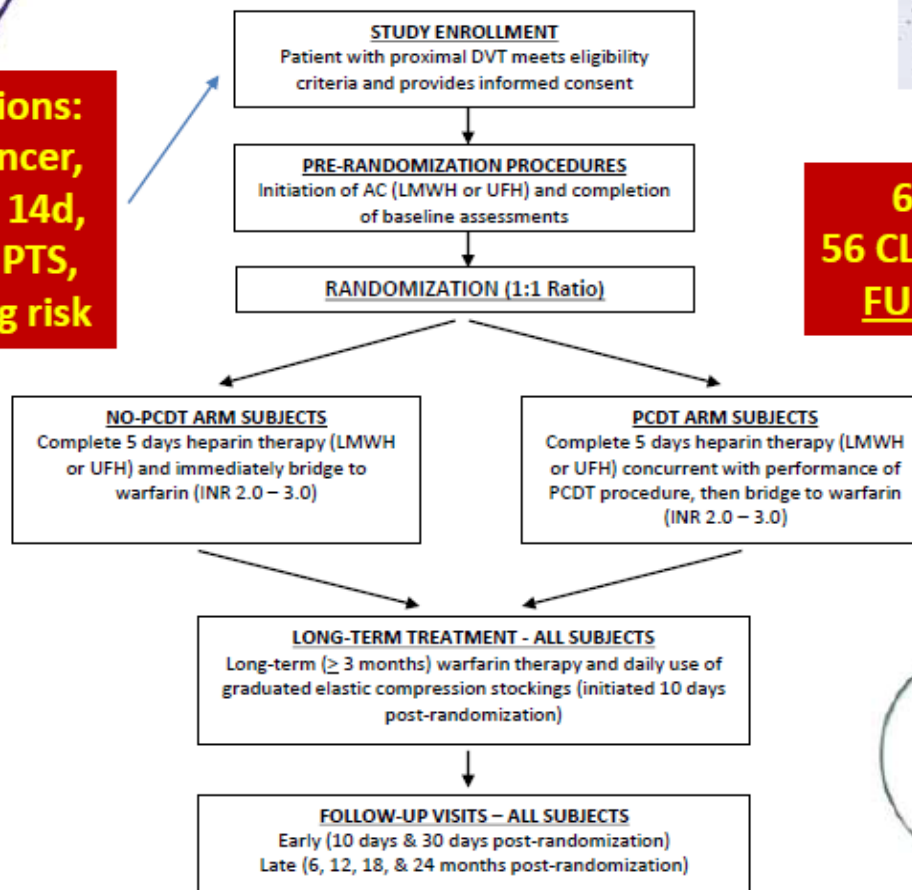 STUDY ENROLLMENT
Patient with proximal DVT meets eligibility
criteria and provides informed consent
ions:
ncer,
14d,
PTS,
g risk
PRE-RANDOMIZATION PROCEDURES
Initiation of AC (LMWH or UFH) and completion
of baseline assessments
6
56 CL
FU
RANDOMIZATION (1:1 Ratio)
NO-PCDT ARM SUBJECTS
Complete 5 days heparin therapy (LMWH
or UFH) and immediately bridge to
warfarin (INR 2.0 – 3.0)
PCDT ARM SUBJECTS
Complete 5 days heparin therapy (LMWH
or UFH) concurrent with performance of
PCDT procedure, then bridge to warfarin
(INR 2.0 – 3.0)
LONG-TERM TREATMENT - ALL SUBJECTS
Long-term (≥ 3 months) warfarin therapy and daily use of
graduated elastic compression stockings (initiated 10 days
post-randomization)
FOLLOW-UP VISITS – ALL SUBJECTS
Early (10 days & 30 days post-randomization)
Late (6, 12, 18, & 24 months post-randomization)